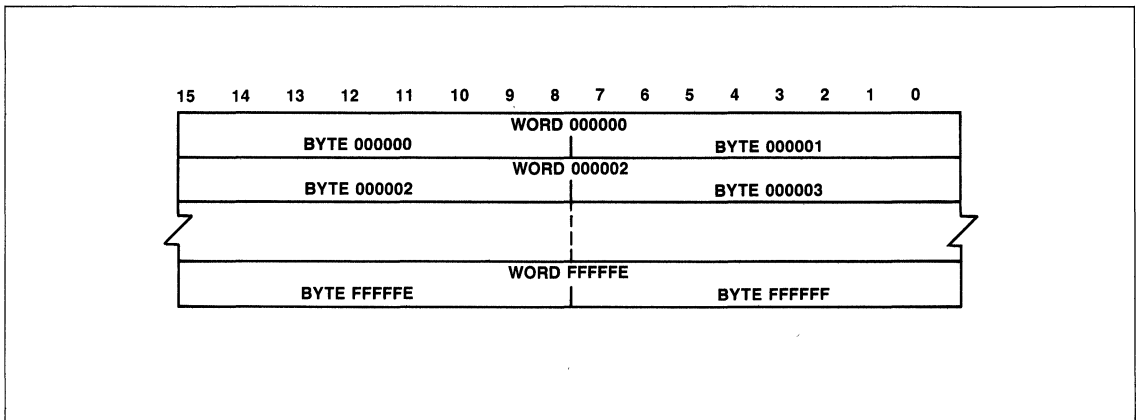 15 14 13 12 11 10 9 8 7 6 5 4 3 2 1 0
WORD 000000
BYTE 000000 BYTE 000001
WORD 000002
BYTE 000002 BYTE 000003
WORD FFFFFE
BYTE FFFFFE BYTE FFFFFF